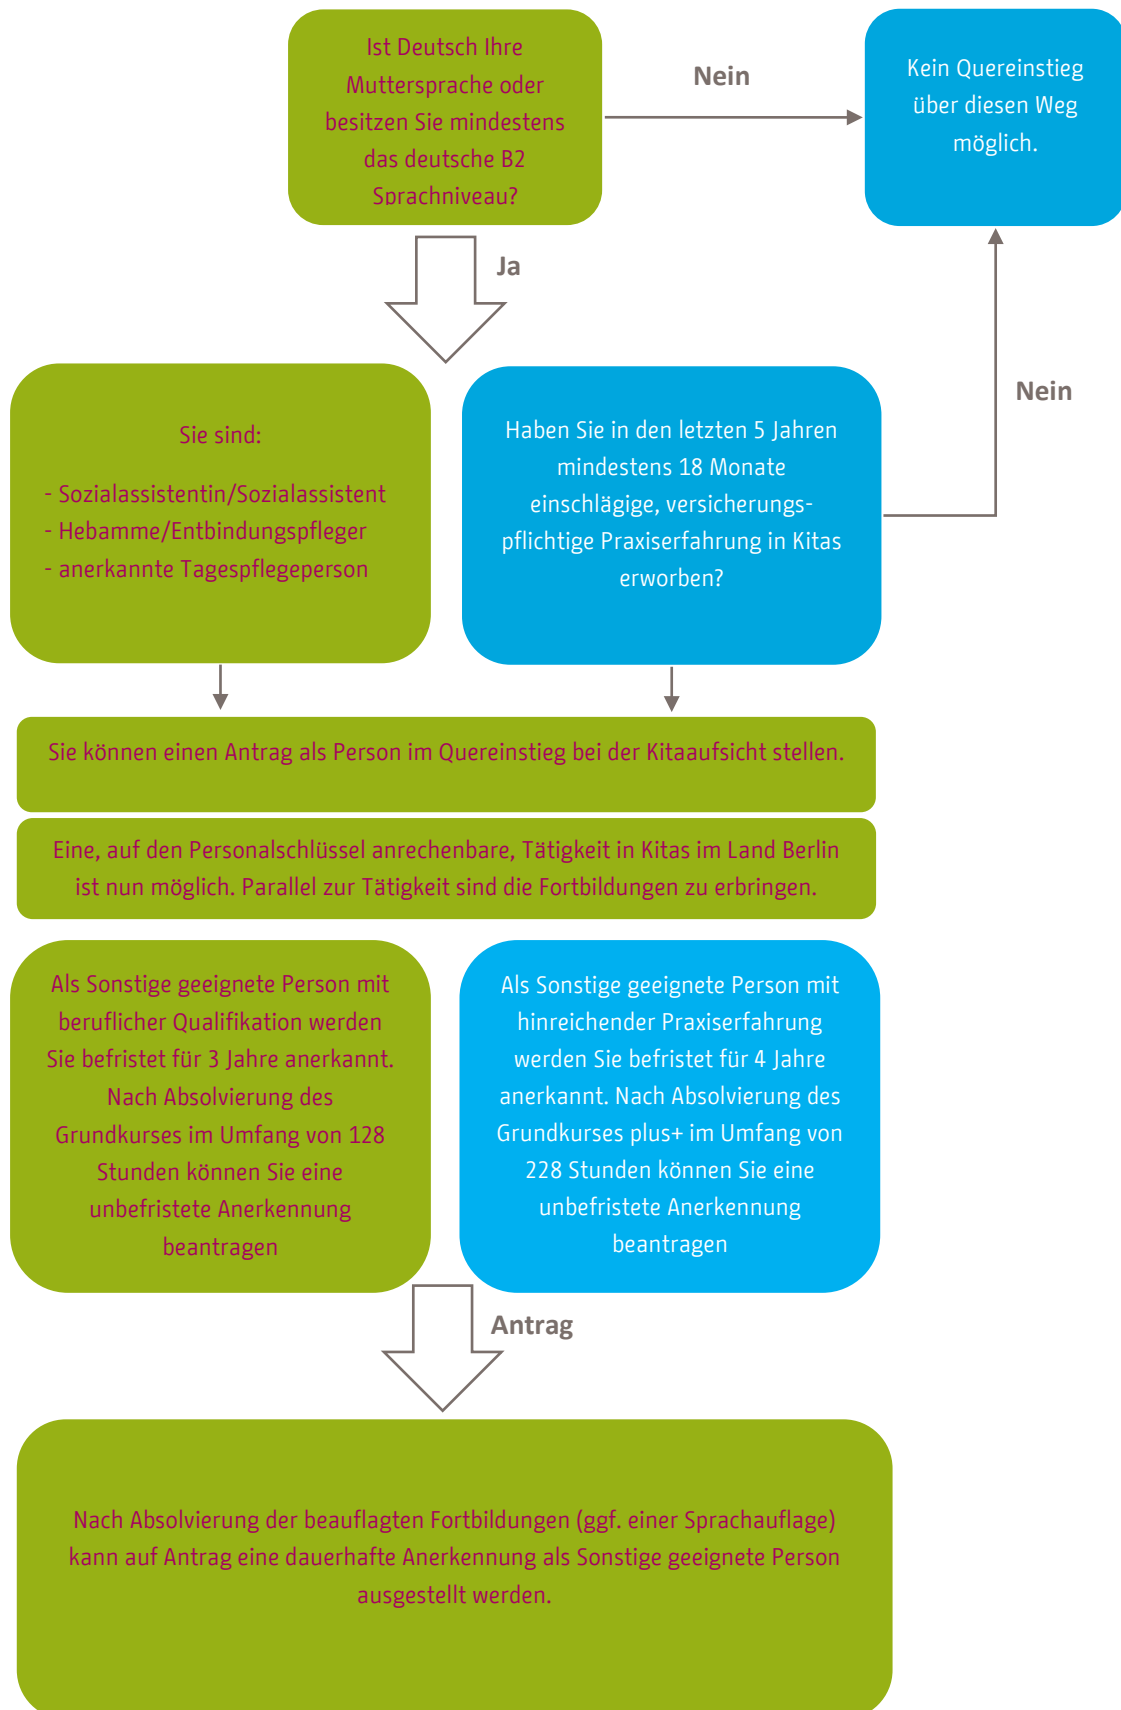 Ist Deutsch Ihre
Muttersprache oder
besitzen Sie mindestens
das deutsche B2
Sprachniveau?
Nein
Kein Quereinstieg
über diesen Weg
möglich.
Ja
Nein
Sie sind:
- Sozialassistentin/Sozialassistent
- Hebamme/Entbindungspfleger
- anerkannte Tagespflegeperson
Haben Sie in den letzten 5 Jahren
mindestens 18 Monate
einschlägige, versicherungs-
pflichtige Praxiserfahrung in Kitas
erworben?
Sie können einen Antrag als Person im Quereinstieg bei der Kitaaufsicht stellen.
Eine, auf den Personalschlüssel anrechenbare, Tätigkeit in Kitas im Land Berlin
ist nun möglich. Parallel zur Tätigkeit sind die Fortbildungen zu erbringen.
Als Sonstige geeignete Person mit
beruflicher Qualifikation werden
Sie befristet für 3 Jahre anerkannt.
Nach Absolvierung des
Grundkurses im Umfang von 128
Stunden können Sie eine
unbefristete Anerkennung
beantragen
Als Sonstige geeignete Person mit
hinreichender Praxiserfahrung
werden Sie befristet für 4 Jahre
anerkannt. Nach Absolvierung des
Grundkurses plus+ im Umfang von
228 Stunden können Sie eine
unbefristete Anerkennung
beantragen
Antrag
Nach Absolvierung der beauflagten Fortbildungen (ggf. einer Sprachauflage)
kann auf Antrag eine dauerhafte Anerkennung als Sonstige geeignete Person
ausgestellt werden.